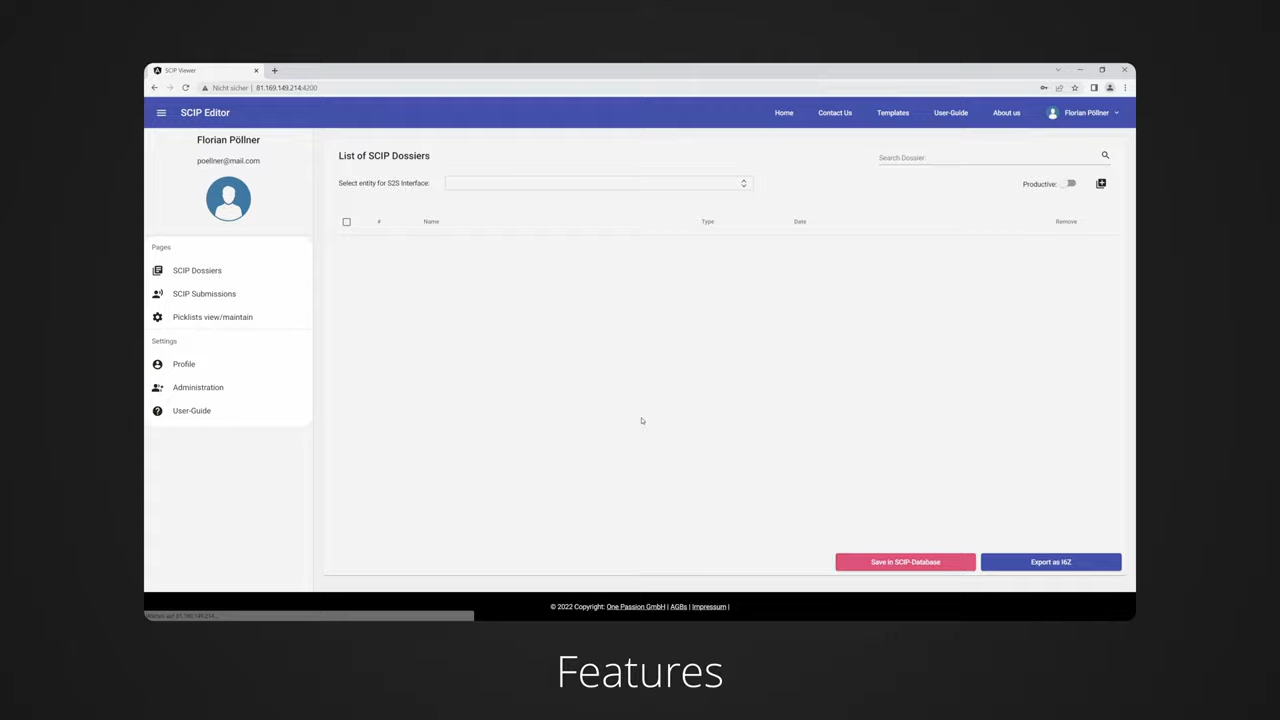 SCIP Viewer
Nicht sicher | 81.169.149.214:4200
SCIP Editor
Home
Contact Us
Templates
User-Guide
About us
Florian Pöllner
Florian Pöllner
poellner@mail.com
Pages
SCIP Dossiers
SCIP Submissions
Picklists view/maintain
Settings
Profile
Administration
User-Guide
List of SCIP Dossiers
Search Dossier:
Select entity for S2S Interface:
Productive:
# Name Type Date Remove
Save in SCIP-Database
Export as I6Z
© 2022 Copyright: One Passion GmbH | AGBs | Impressum |
Features